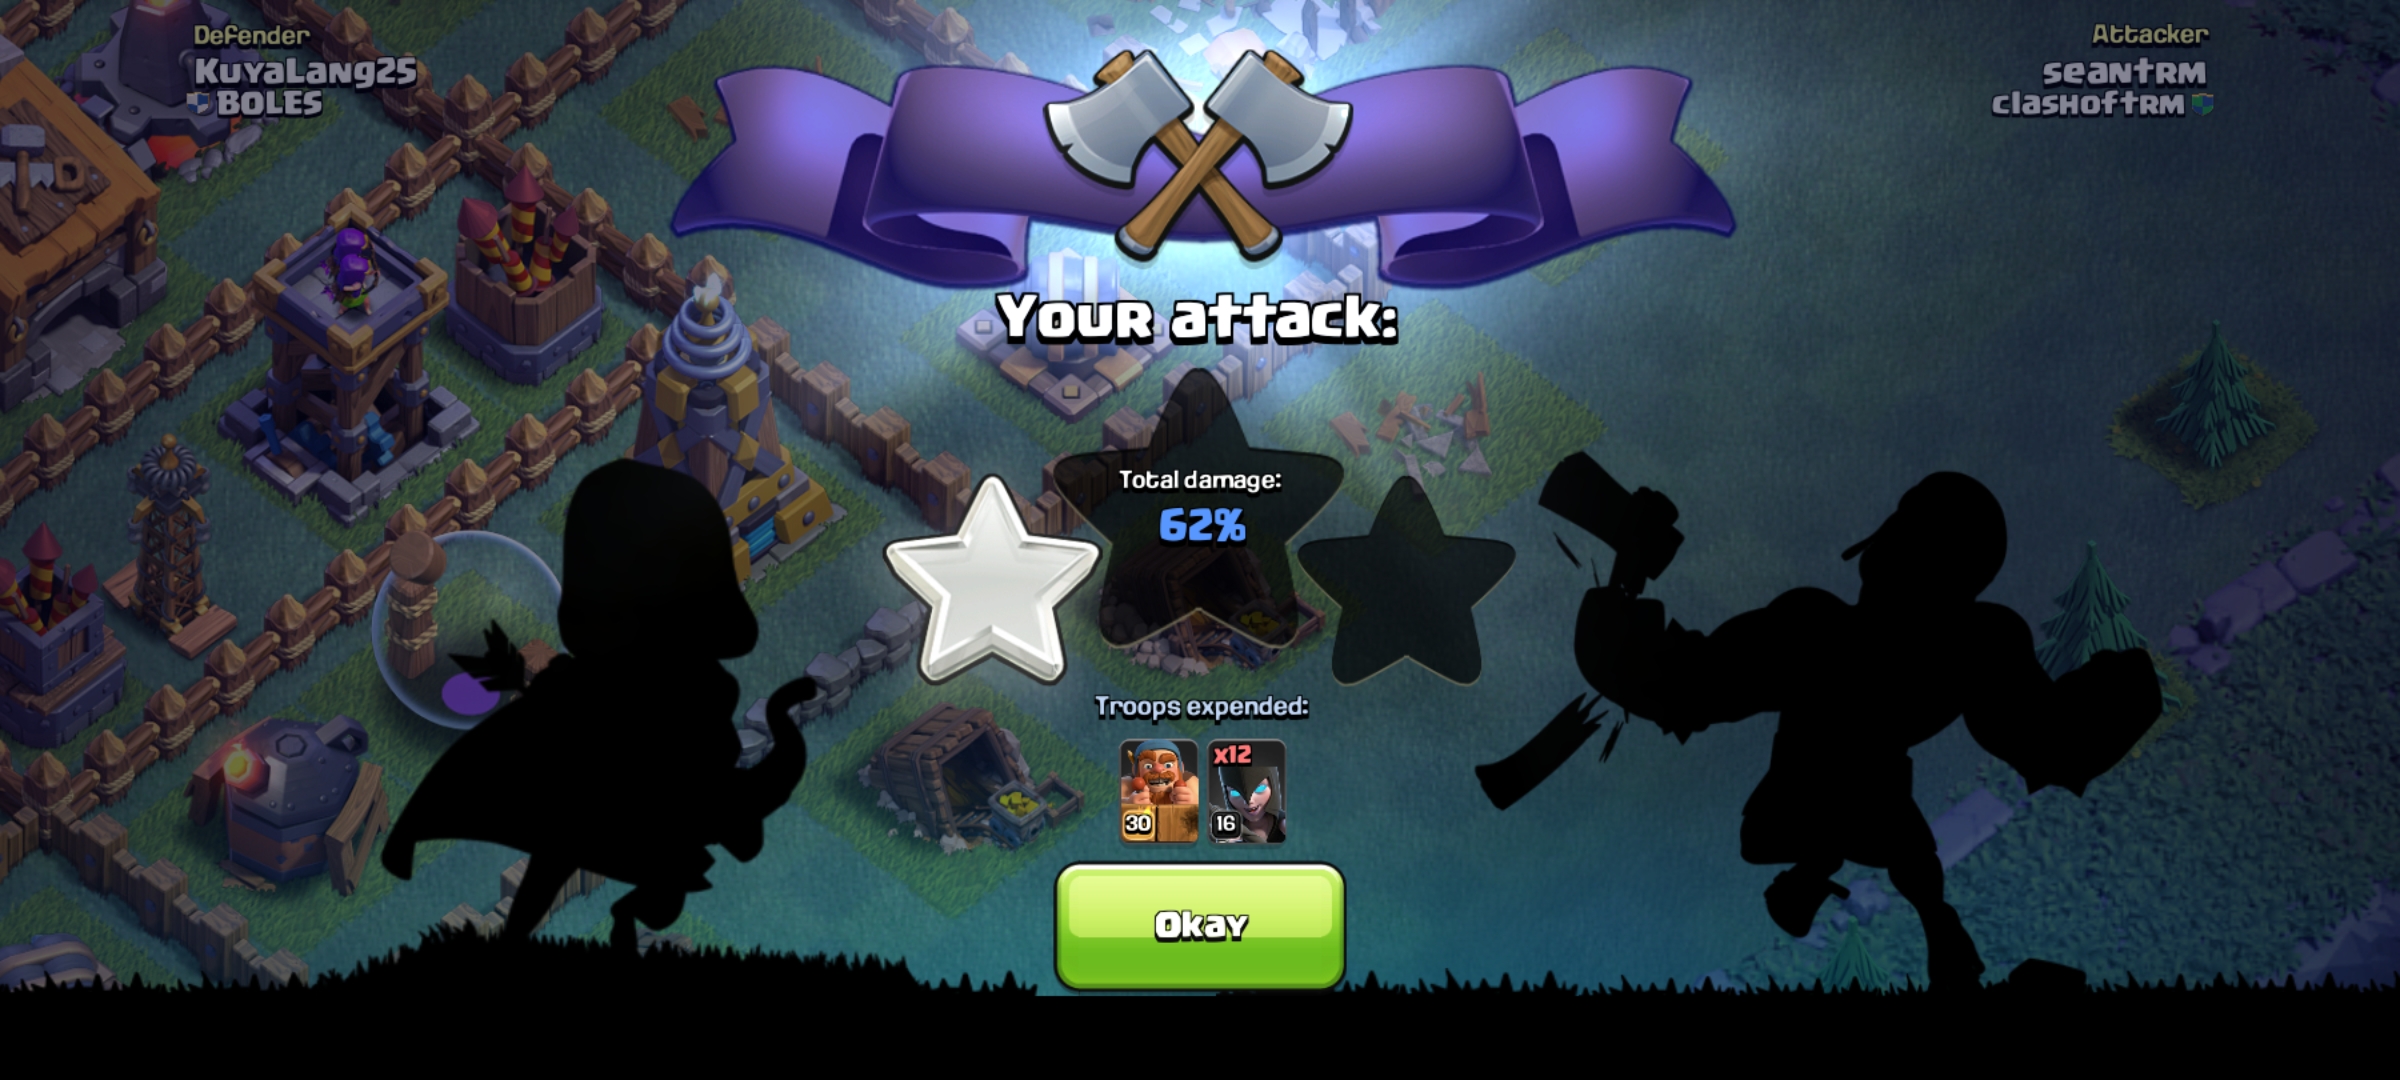 Defender
KuyaLang25
BOLES
Attacker
seantRM
clashoftRM
Your attack:
Total damage:
62%
Troops expended:
x12
30
16
Okay